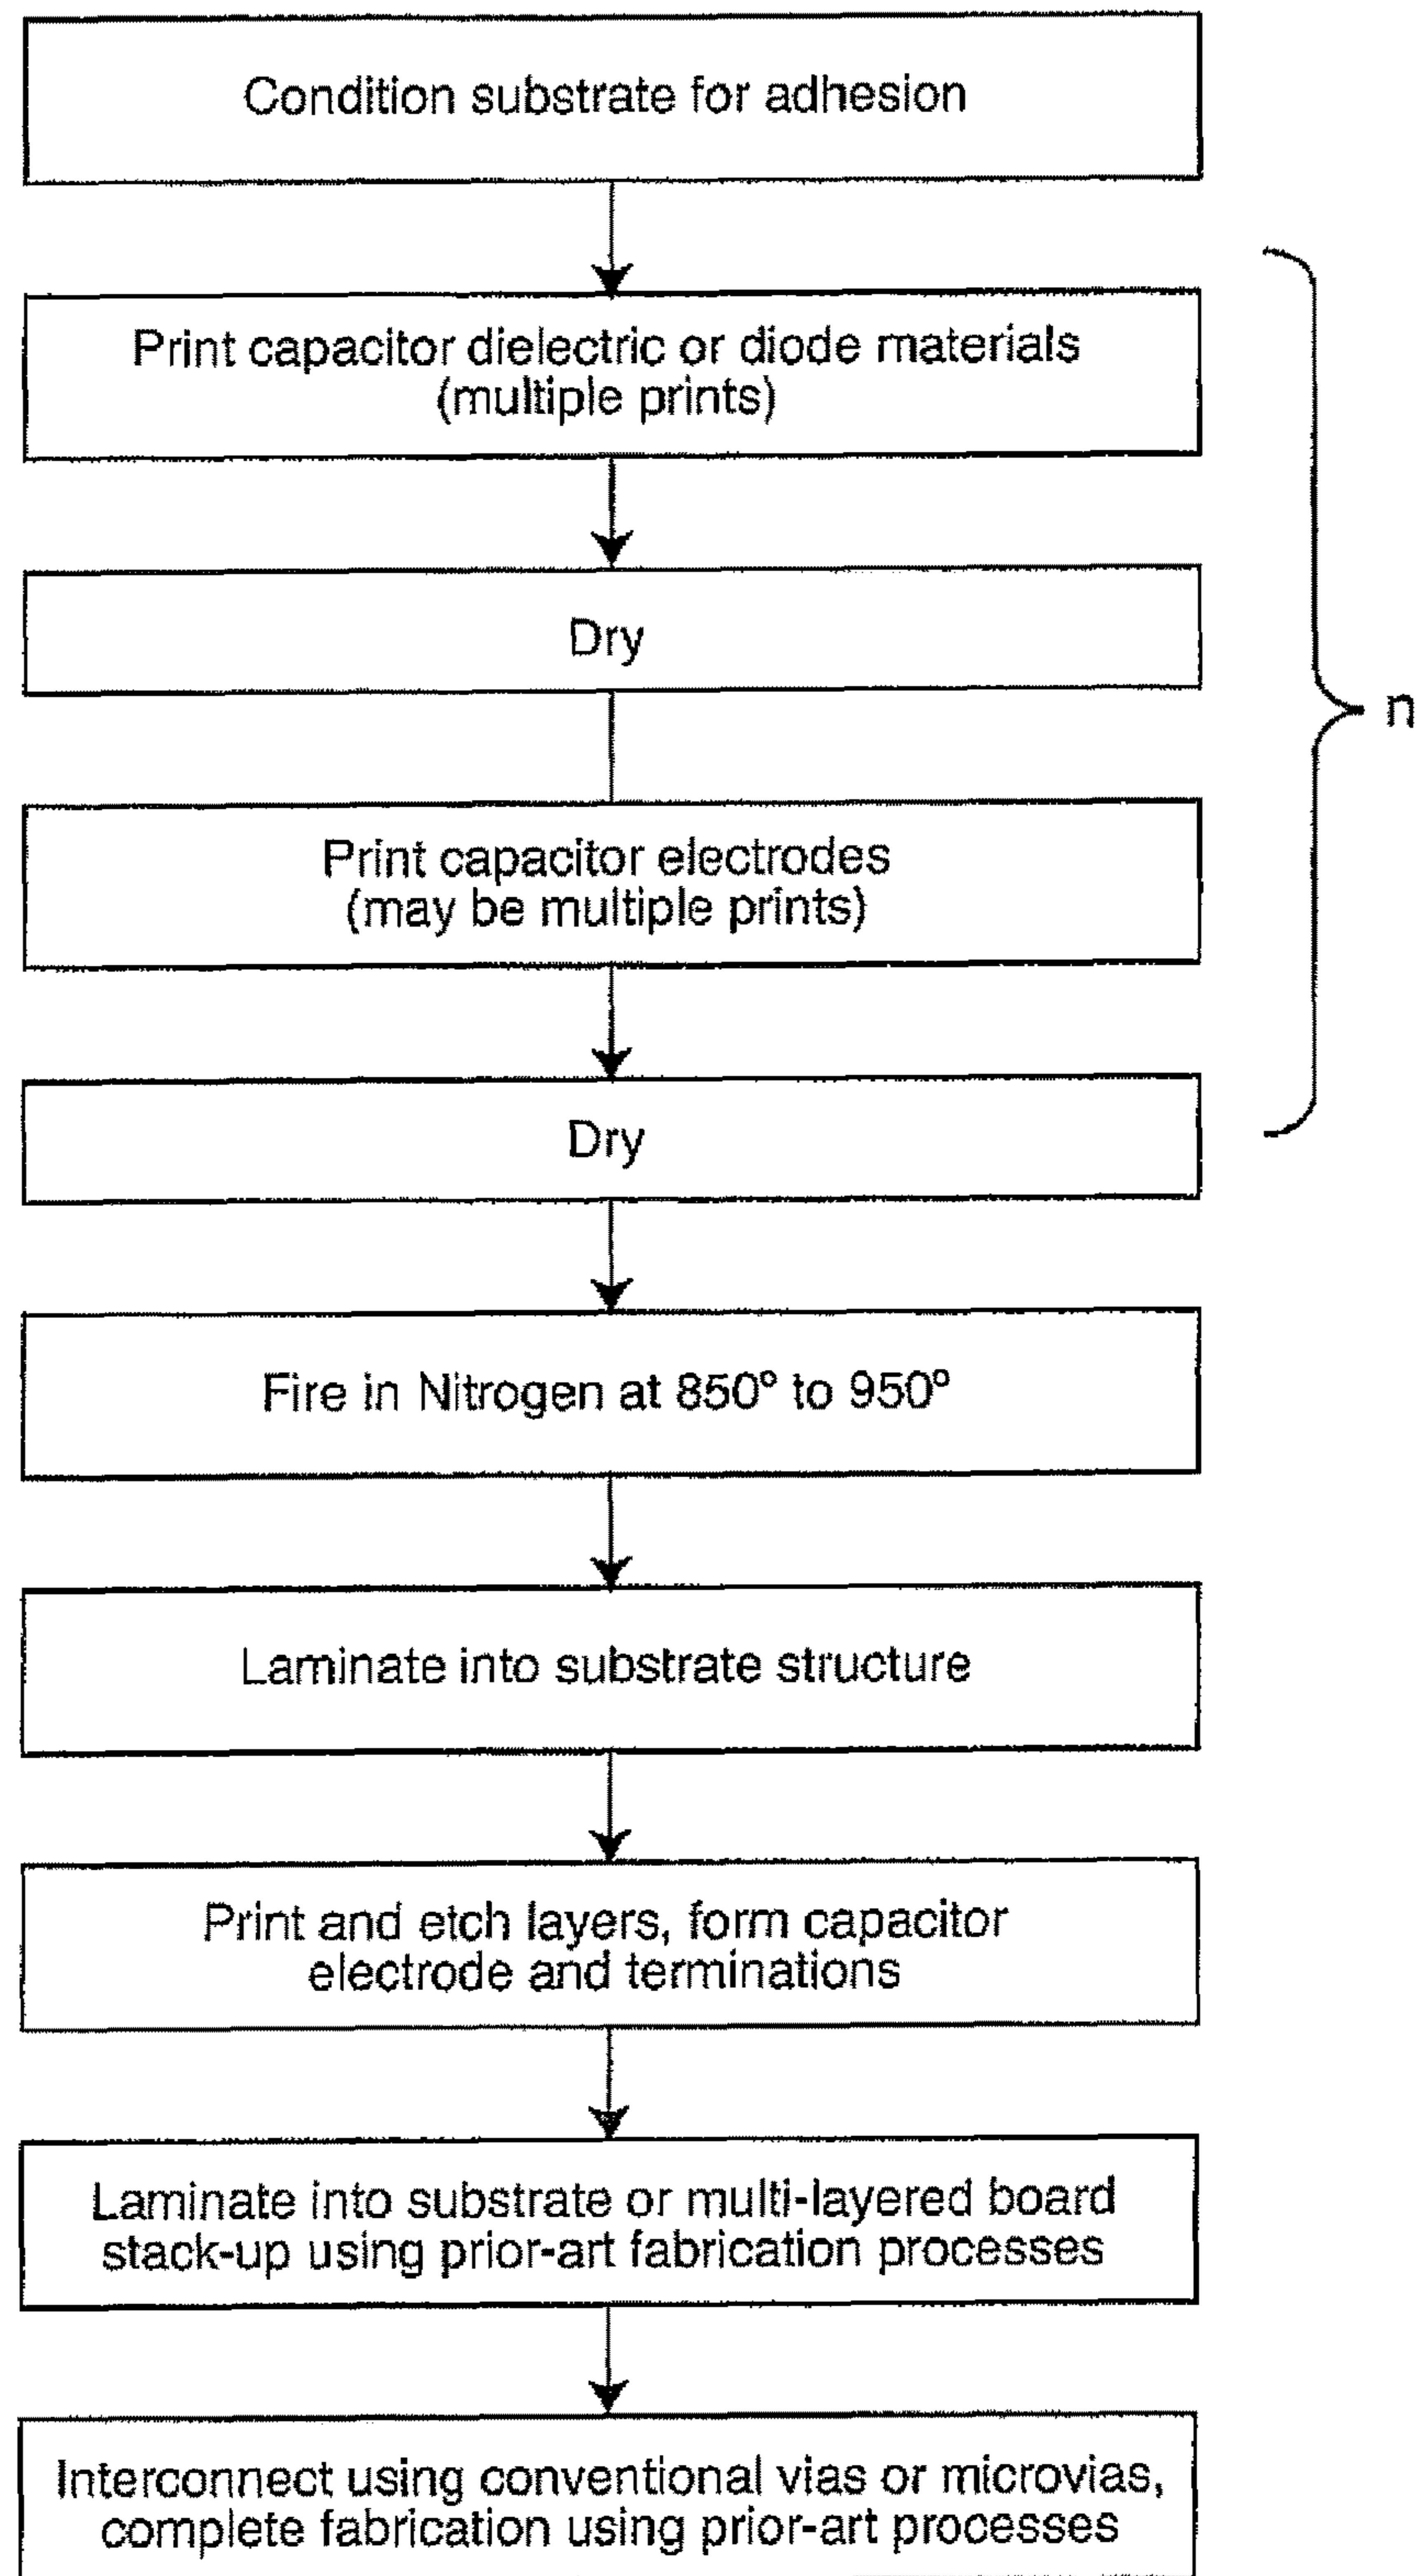 Condition substrate for adhesion
Print capacitor dielectric or diode materials
(multiple prints)
Dry
n
Print capacitor electrodes
(may be multiple prints)
Dry
Fire in Nitrogen at 850° to 950°
Laminate into substrate structure
Print and etch layers, form capacitor
electrode and terminations
Laminate into substrate or multi-layered board
stack-up using prior-art fabrication processes
Interconnect using conventional vias or microvias,
complete fabrication using prior-art processes